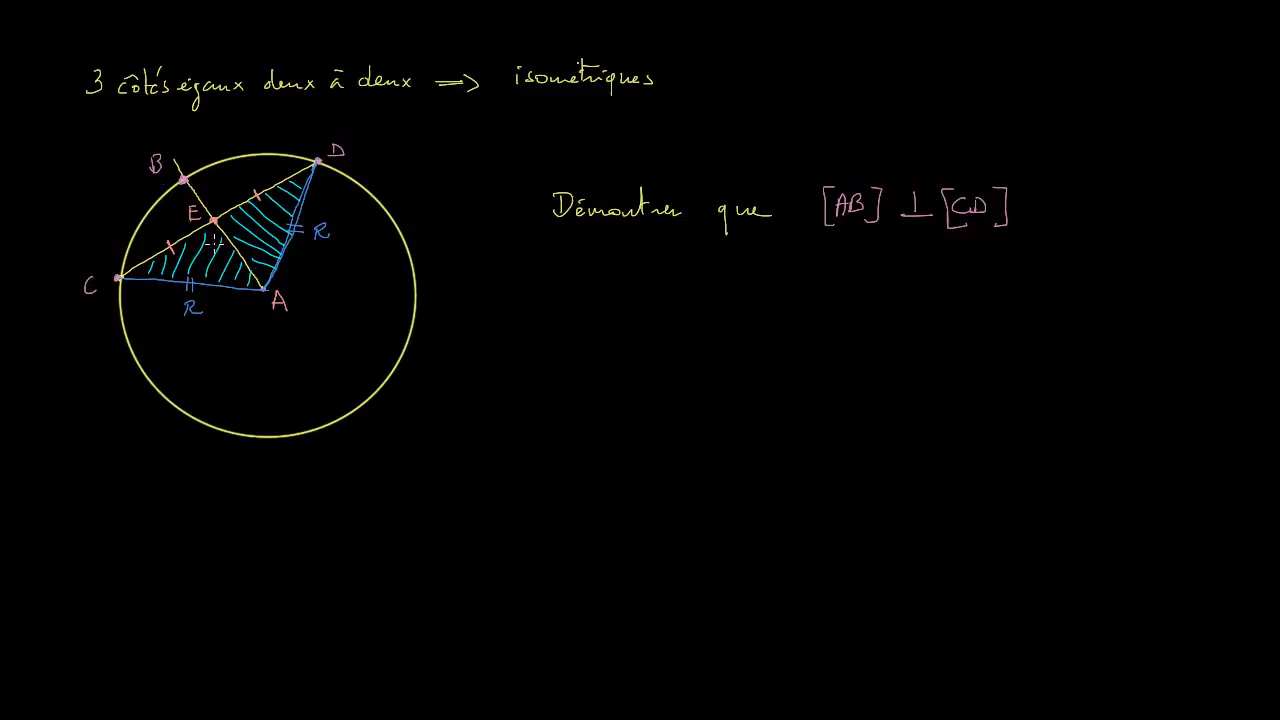 3 côtés égaux deux à deux ⟹ isométriques
Démontrer que [AB] ⊥ [CD]
D
B
E
R
C
A
R